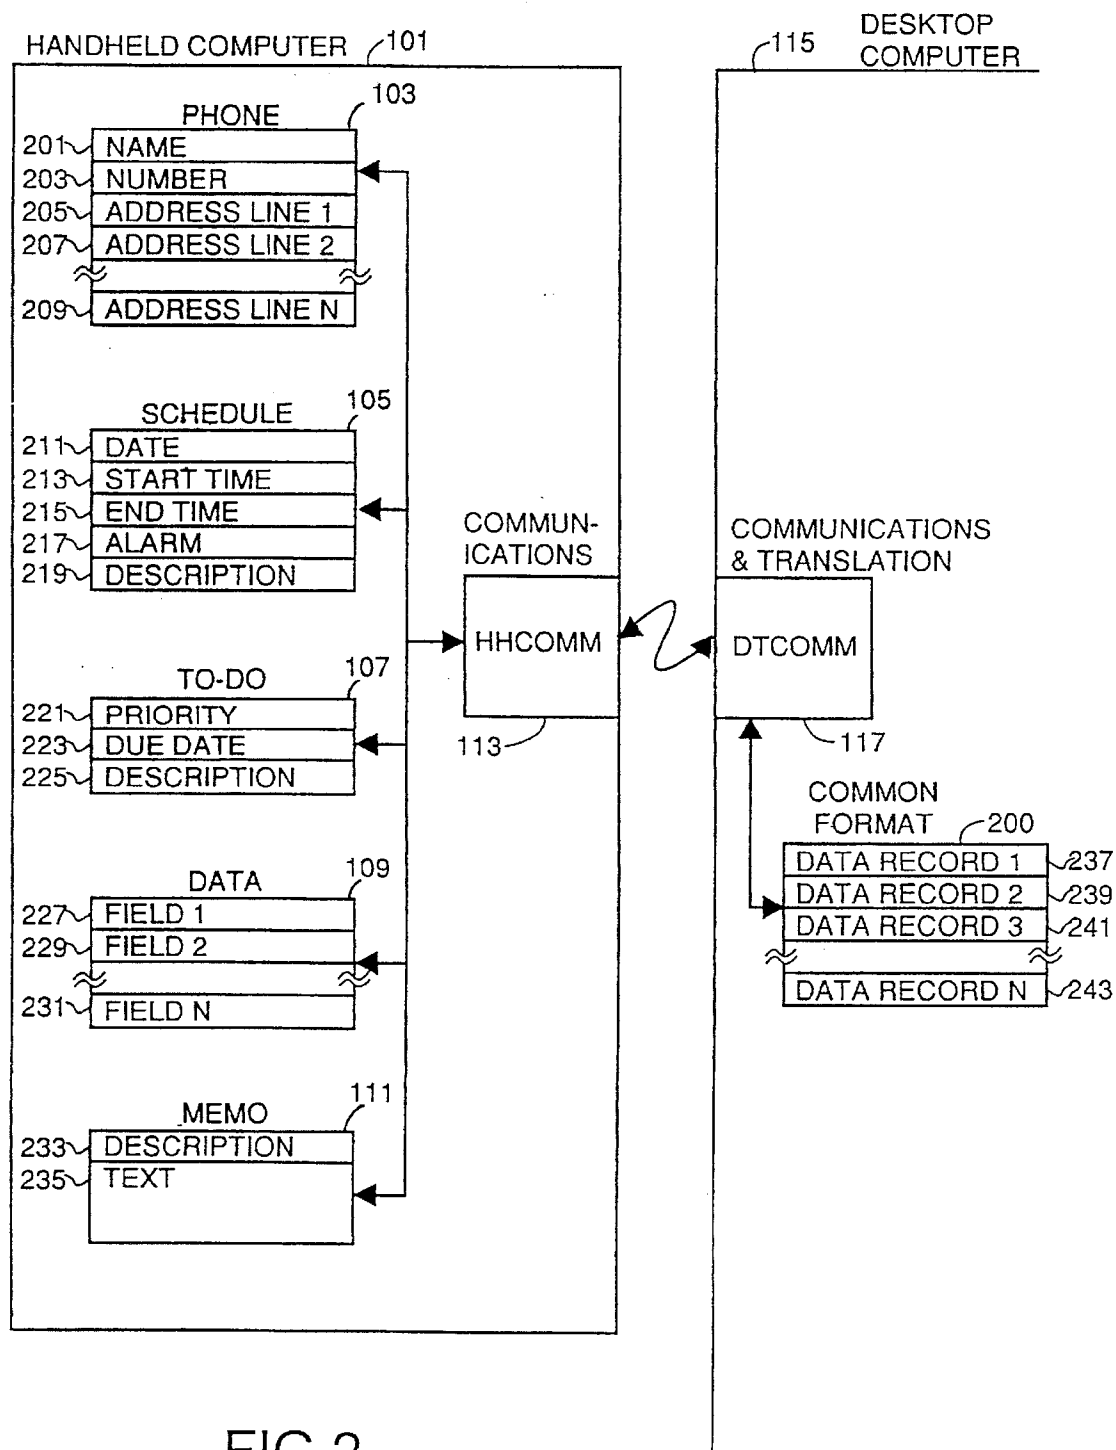 HANDHELD COMPUTER 101
PHONE 103
201 NAME
203 NUMBER
205 ADDRESS LINE 1
207 ADDRESS LINE 2
209 ADDRESS LINE N
SCHEDULE 105
211 DATE
213 START TIME
215 END TIME
217 ALARM
219 DESCRIPTION
TO-DO 107
221 PRIORITY
223 DUE DATE
225 DESCRIPTION
DATA 109
227 FIELD 1
229 FIELD 2
231 FIELD N
MEMO 111
233 DESCRIPTION
235 TEXT
COMMUN-
ICATIONS
HHCOMM
113
115 DESKTOP
COMPUTER
COMMUNICATIONS
& TRANSLATION
DTCOMM
117
COMMON
FORMAT 200
DATA RECORD 1 237
DATA RECORD 2 239
DATA RECORD 3 241
DATA RECORD N 243
FIG.2